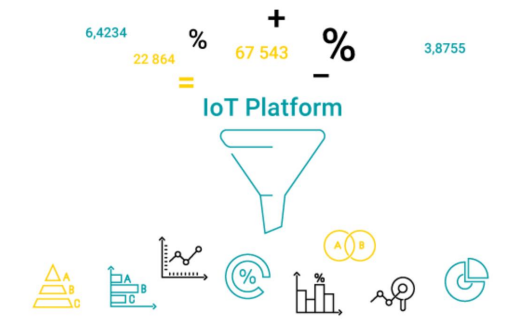 +
6,4234
%
%
3,8755
67 543
22 864
=
−
IoT Platform
A
B
C
A
B
C
%
%
A
B